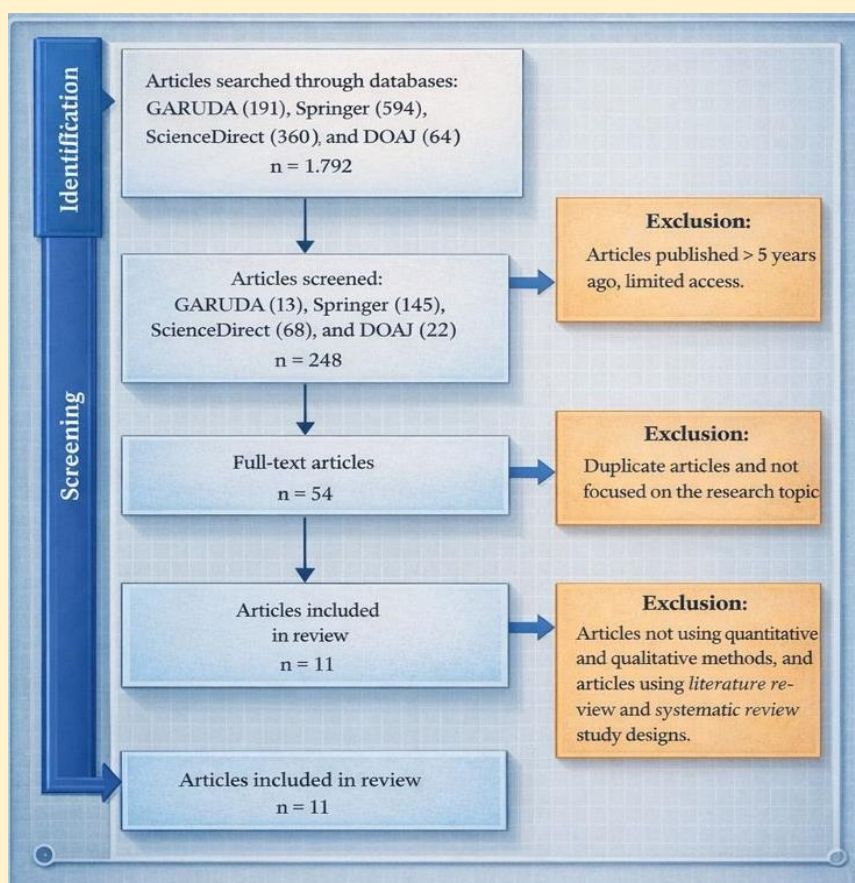 Identification
Articles searched through databases:
GARUDA (191), Springer (594),
ScienceDirect (360), and DOAJ (64)
n = 1.792
Exclusion:
Articles published > 5 years
ago, limited access.
Articles screened:
GARUDA (13), Springer (145),
ScienceDirect (68), and DOAJ (22)
n = 248
Screening
Exclusion:
Duplicate articles and not
focused on the research topic
Full-text articles
n = 54
Articles included
in review
n = 11
Exclusion:
Articles not using quantitative
and qualitative methods, and
articles using literature re-
view and systematic review
study designs.
Articles included in review
n = 11